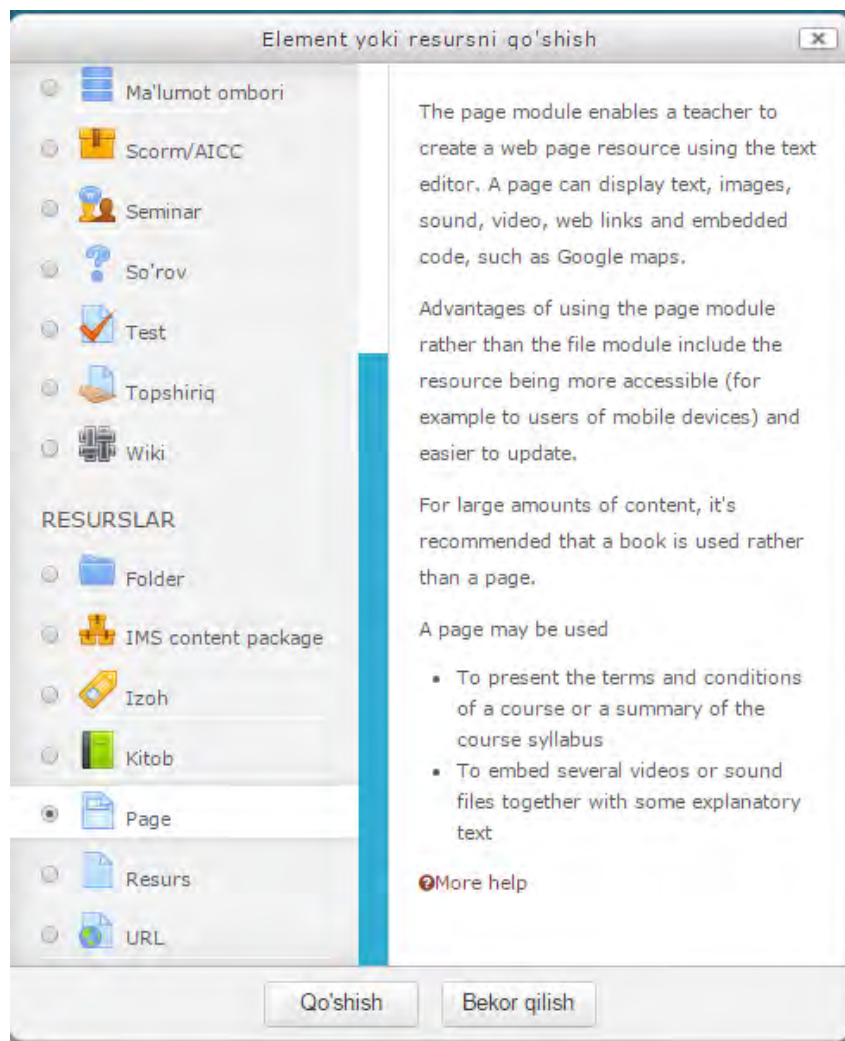 Element yoki resursni qo'shish
Ma'lumot ombori
Scorm/AICC
Seminar
So'rov
Test
Topshiriq
Wiki
RESURSLAR
Folder
IMS content package
Izoh
Kitob
Page
Resurs
URL
The page module enables a teacher to
create a web page resource using the text
editor. A page can display text, images,
sound, video, web links and embedded
code, such as Google maps.
Advantages of using the page module
rather than the file module include the
resource being more accessible (for
example to users of mobile devices) and
easier to update.
For large amounts of content, it's
recommended that a book is used rather
than a page.
A page may be used
• To present the terms and conditions
of a course or a summary of the
course syllabus
• To embed several videos or sound
files together with some explanatory
text
More help
Qo'shish
Bekor qilish